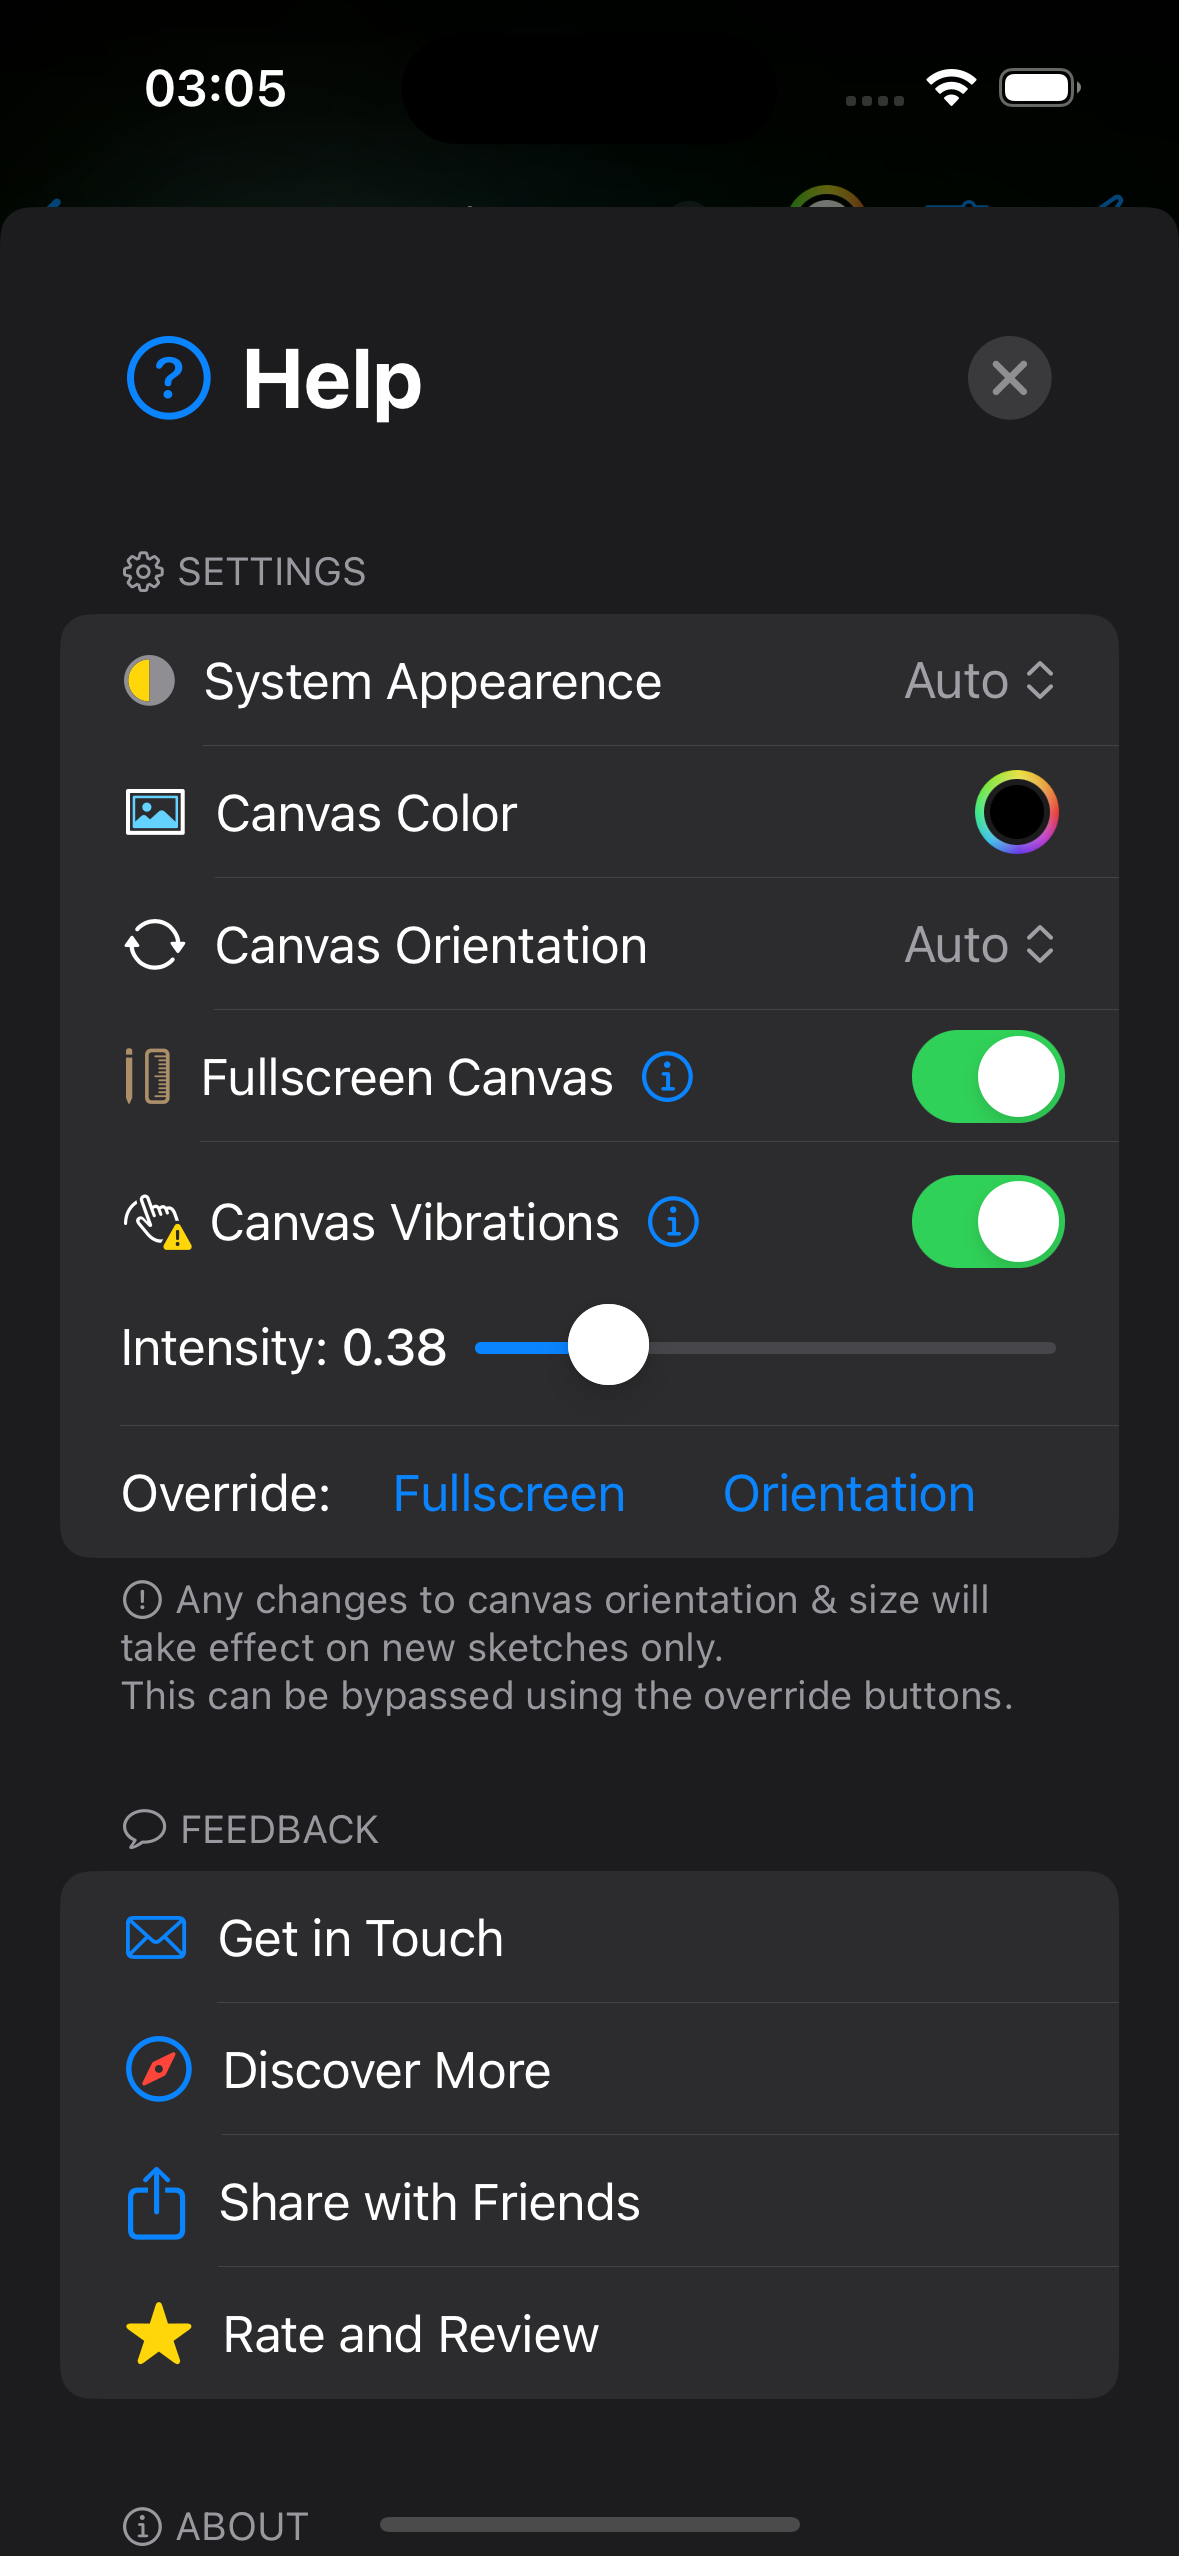 03:05
Help
SETTINGS
System Appearence Auto
Canvas Color
Canvas Orientation Auto
Fullscreen Canvas
Canvas Vibrations
Intensity: 0.38
Override: Fullscreen Orientation
Any changes to canvas orientation & size will
take effect on new sketches only.
This can be bypassed using the override buttons.
FEEDBACK
Get in Touch
Discover More
Share with Friends
Rate and Review
ABOUT